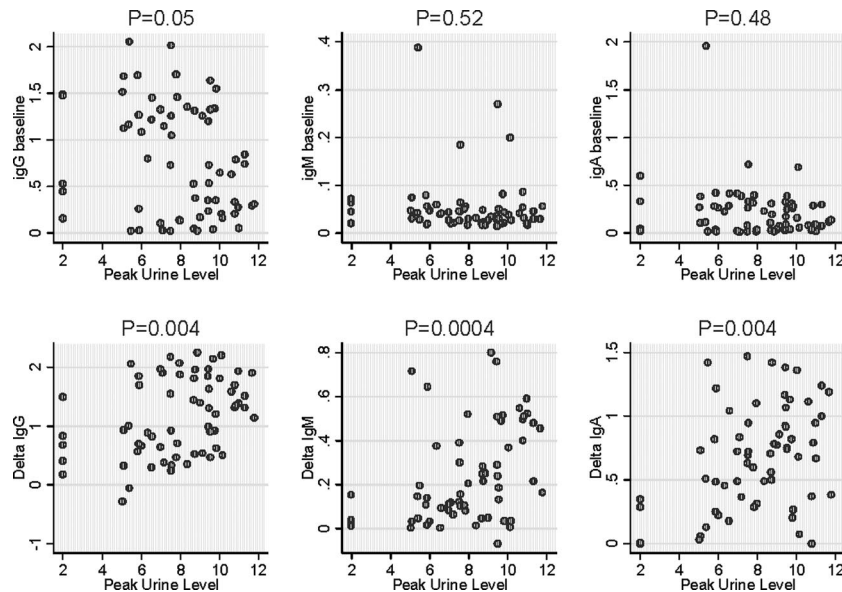 P=0.05 P=0.52 P=0.48
igG baseline
2
1.5
1
.5
0
2 4 6 8 10 12
Peak Urine Level
igM baseline
.4
.3
.2
.1
0
2 4 6 8 10 12
Peak Urine Level
igA baseline
2
1.5
1
.5
0
2 4 6 8 10 12
Peak Urine Level
P=0.004 P=0.0004 P=0.004
Delta IgG
2
1
0
-1
2 4 6 8 10 12
Peak Urine Level
Delta IgM
.8
.6
.4
.2
0
2 4 6 8 10 12
Peak Urine Level
Delta IgA
1.5
1
.5
0
2 4 6 8 10 12
Peak Urine Level